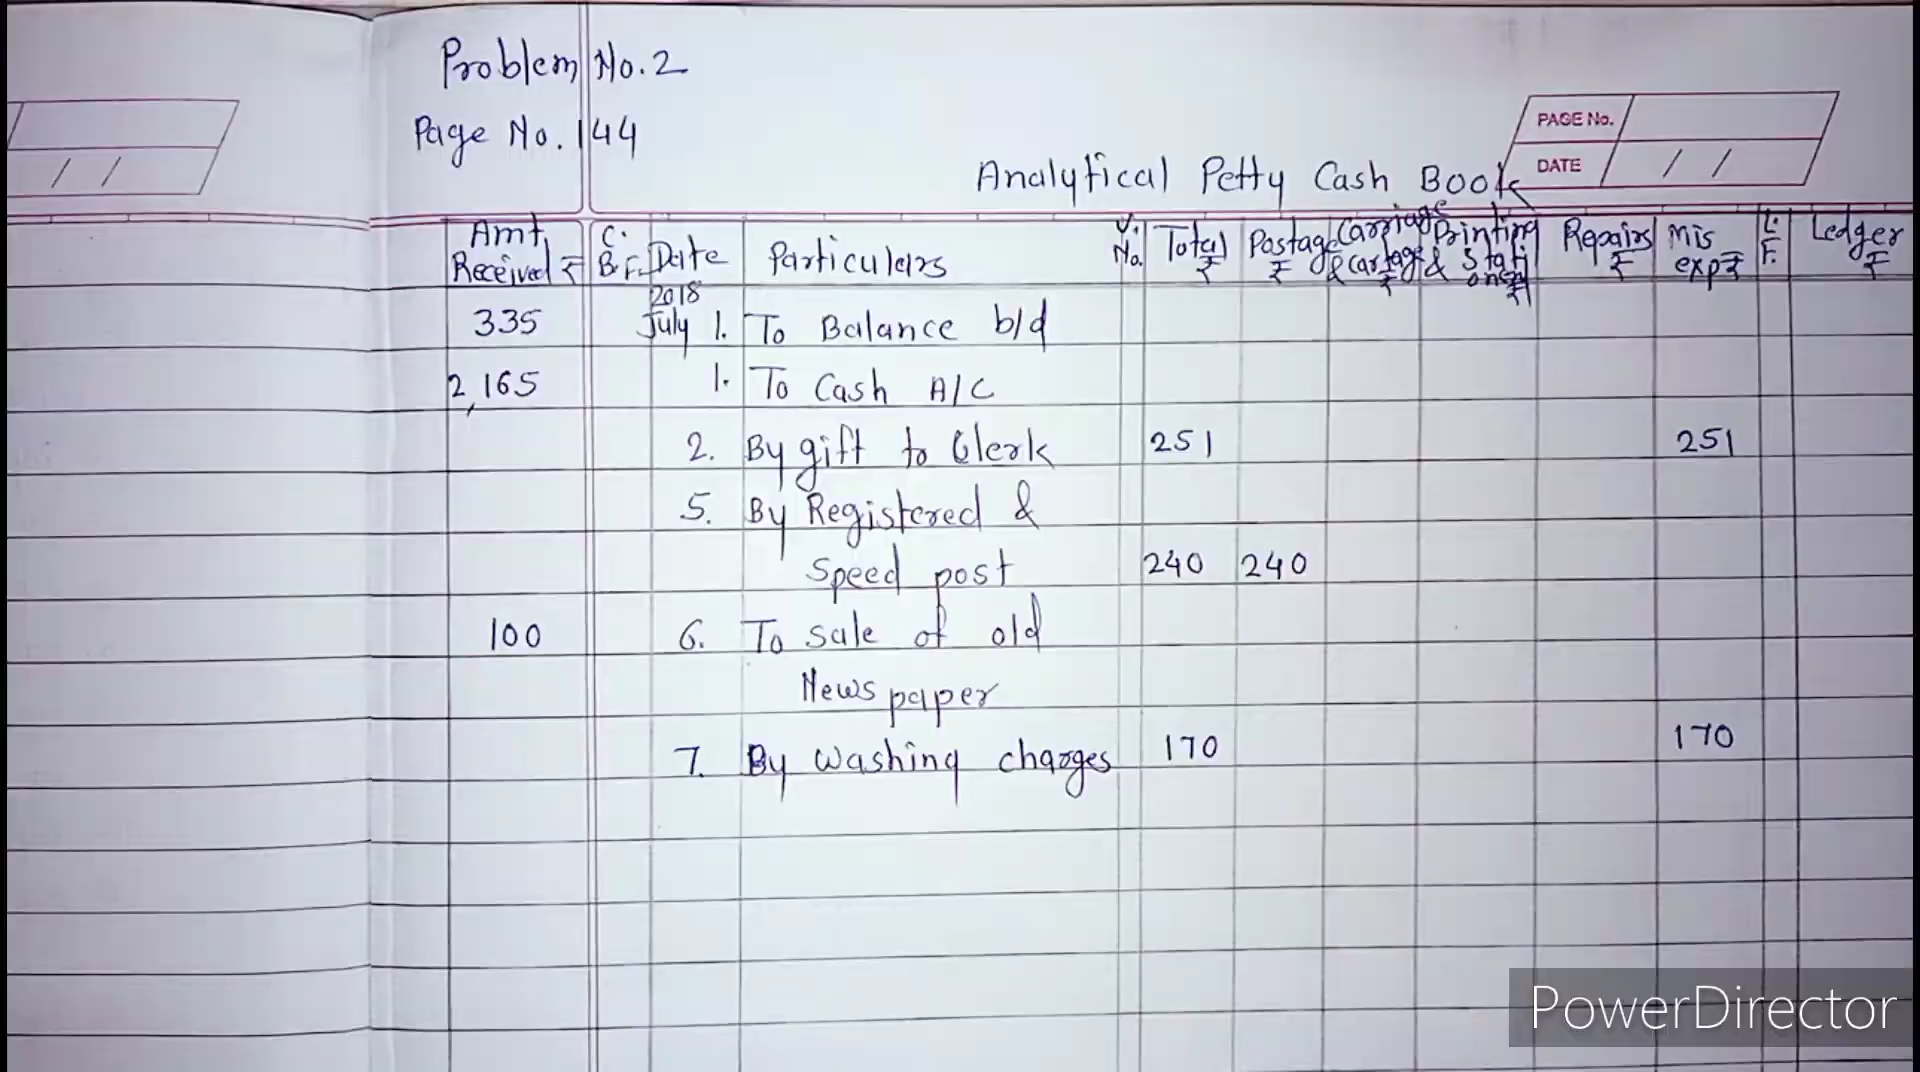 Problem No. 2
Page No. 144
PAGE No.
DATE / /
/ /
Analytical Petty Cash Book
Amt Received ₹ C. B. F. Date Particulars V. No. Total ₹ Postage ₹ Carriage & Cartage ₹ Printing & Stationery ₹ Repairs ₹ Mis exp ₹ L. F. Ledger ₹
2018
335 July 1. To Balance b/d
2,165 1. To Cash A/C
2. By gift to Clerk 251 251
5. By Registered &
Speed post 240 240
100 6. To sale of old
News paper
7. By Washing charges 170 170
PowerDirector